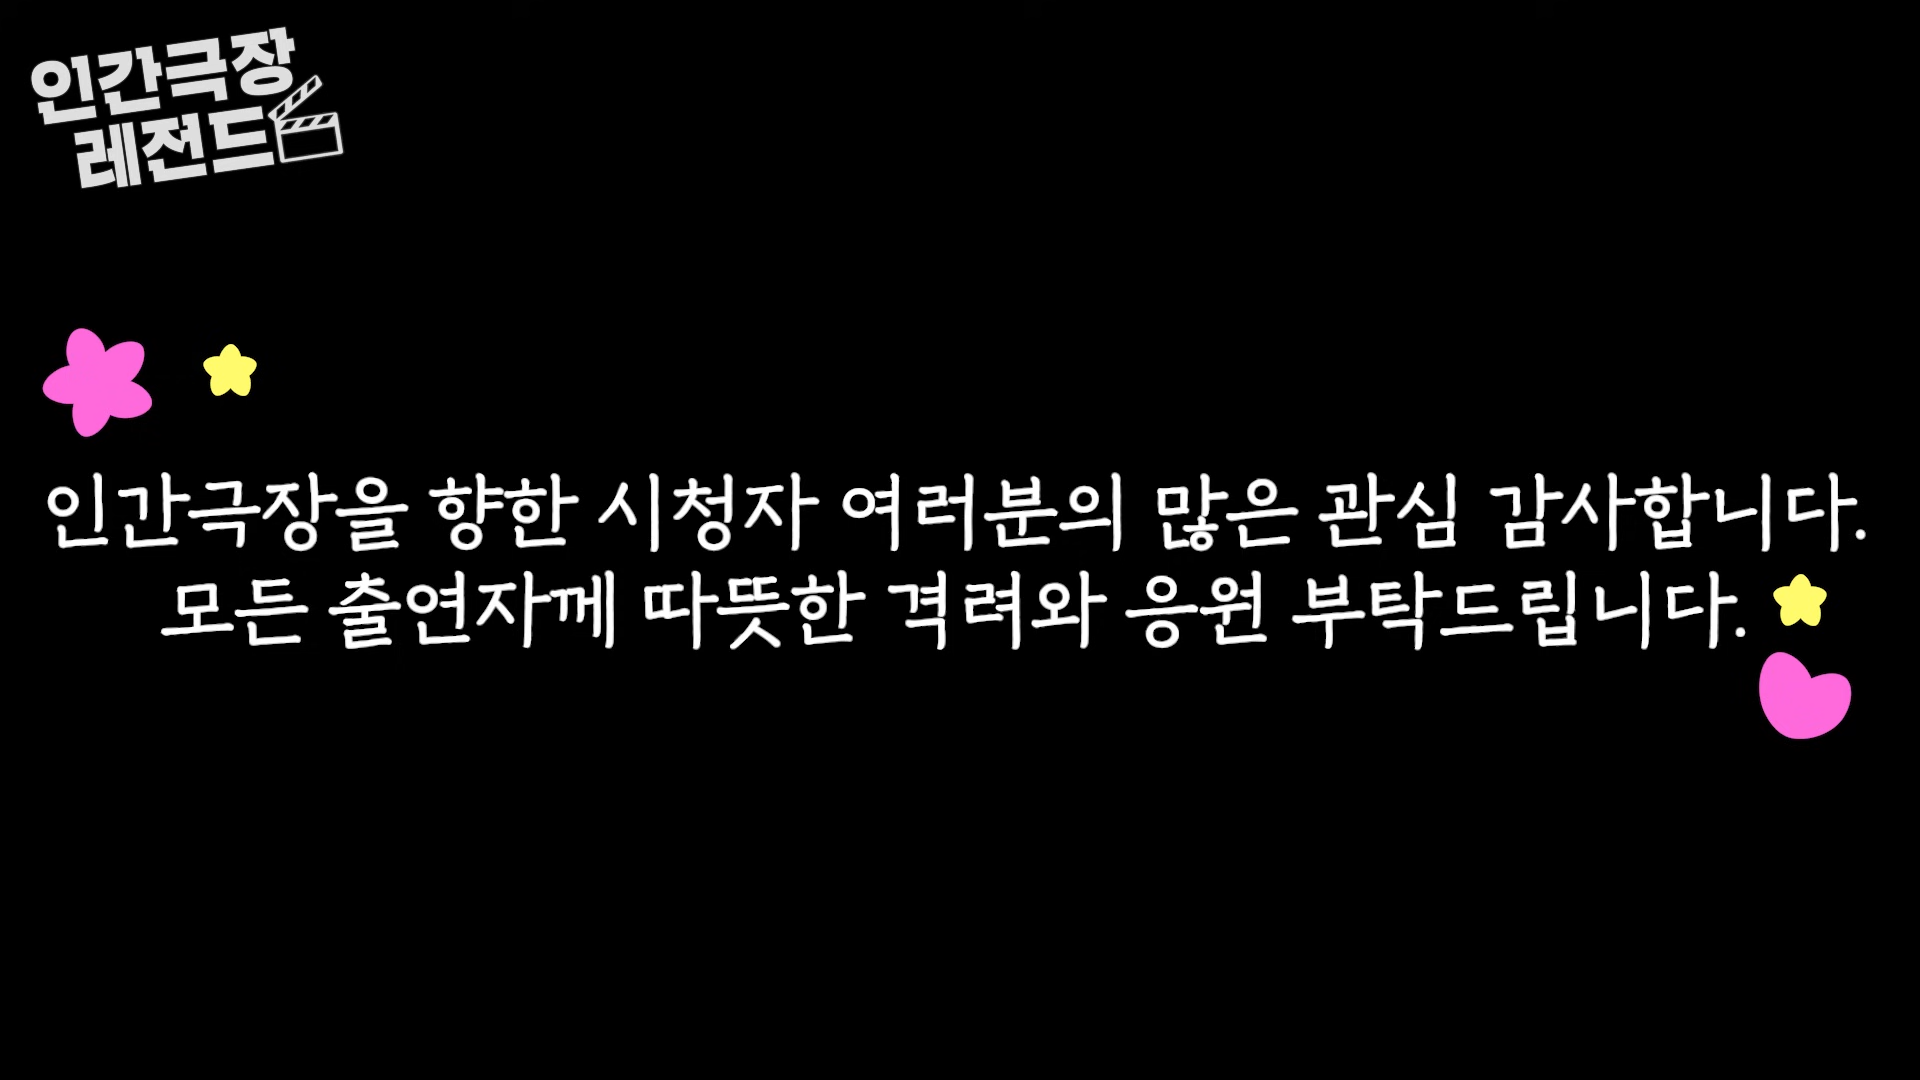 인간극장
레전드
인간극장을 향한 시청자 여러분의 많은 관심 감사합니다.
모든 출연자께 따뜻한 격려와 응원 부탁드립니다.